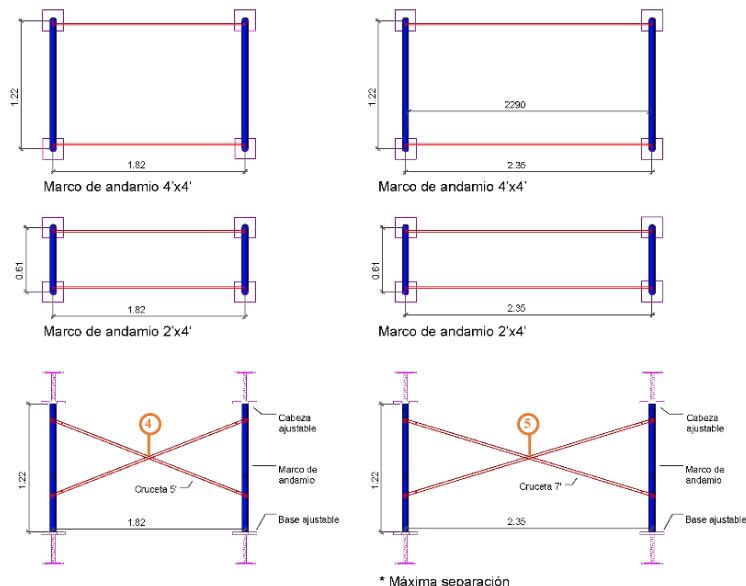 1.22
1.82
Marco de andamio 4'x4'
1.22
2290
2.35
Marco de andamio 4'x4'
0.61
1.82
Marco de andamio 2'x4'
0.61
2.35
Marco de andamio 2'x4'
4
Cabeza
ajustable
1.22
Marco de
andamio
Cruceta 5'
1.82
Base ajustable
5
Cabeza
ajustable
1.22
Marco de
andamio
Cruceta 7'
2.35
Base ajustable
* Máxima separación